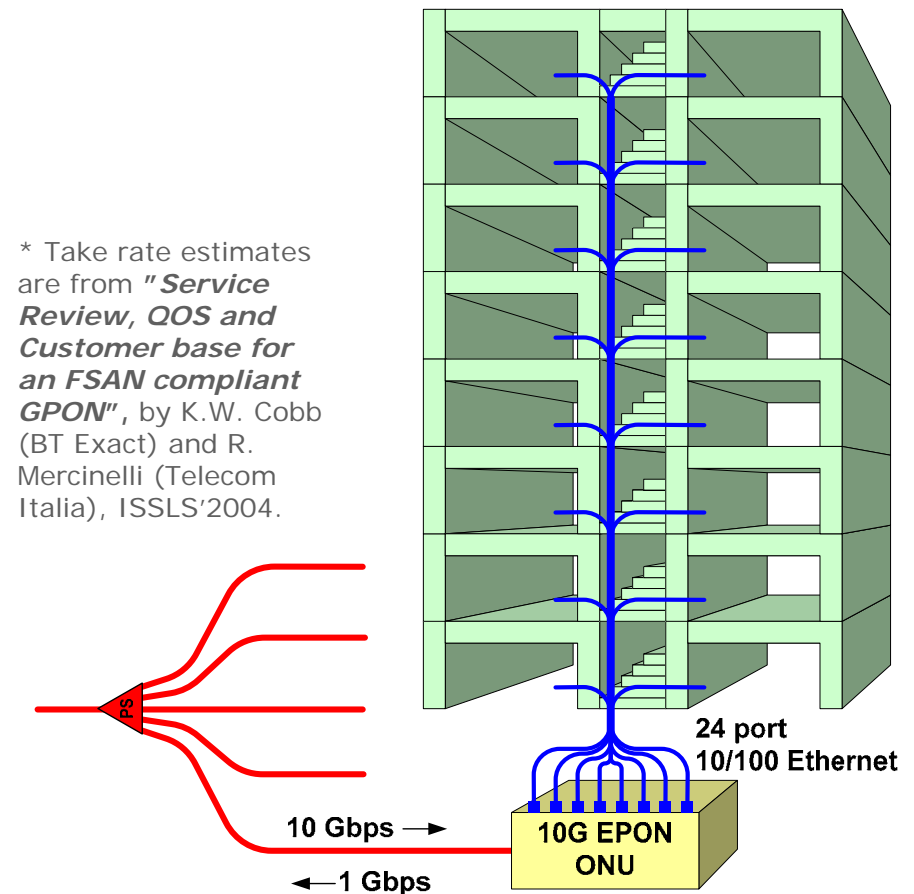 * Take rate estimates
are from "Service
Review, QOS and
Customer base for
an FSAN compliant
GPON", by K.W. Cobb
(BT Exact) and R.
Mercinelli (Telecom
Italia), ISSLS'2004.
PS
24 port
10/100 Ethernet
10 Gbps
1 Gbps
10G EPON
ONU